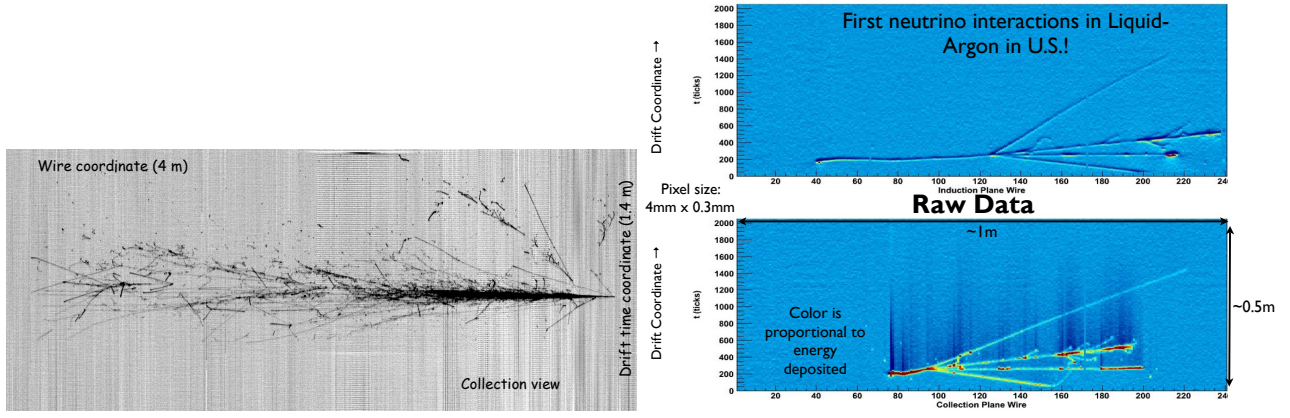 Wire coordinate (4 m)
Drift time coordinate (1.4 m)
Collection view
First neutrino interactions in Liquid-
Argon in U.S.!
Drift Coordinate →
t (ticks)
2000
1800
1600
1400
1200
1000
800
600
400
200
0
20 40 60 80 100 120 140 160 180 200 220 24
Induction Plane Wire
Pixel size:
4mm x 0.3mm
Raw Data
~1m
Drift Coordinate →
t (ticks)
2000
1800
1600
1400
1200
1000
800
600
400
200
0
Color is
proportional to
energy
deposited
~0.5m
20 40 60 80 100 120 140 160 180 200 220 24
Collection Plane Wire